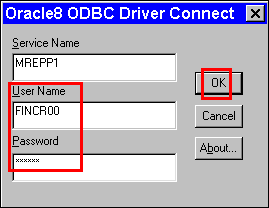 Oracle8 ODBC Driver Connect
Service Name
MREPP1
OK
User Name
FINCR00
Cancel
Password
About...
******